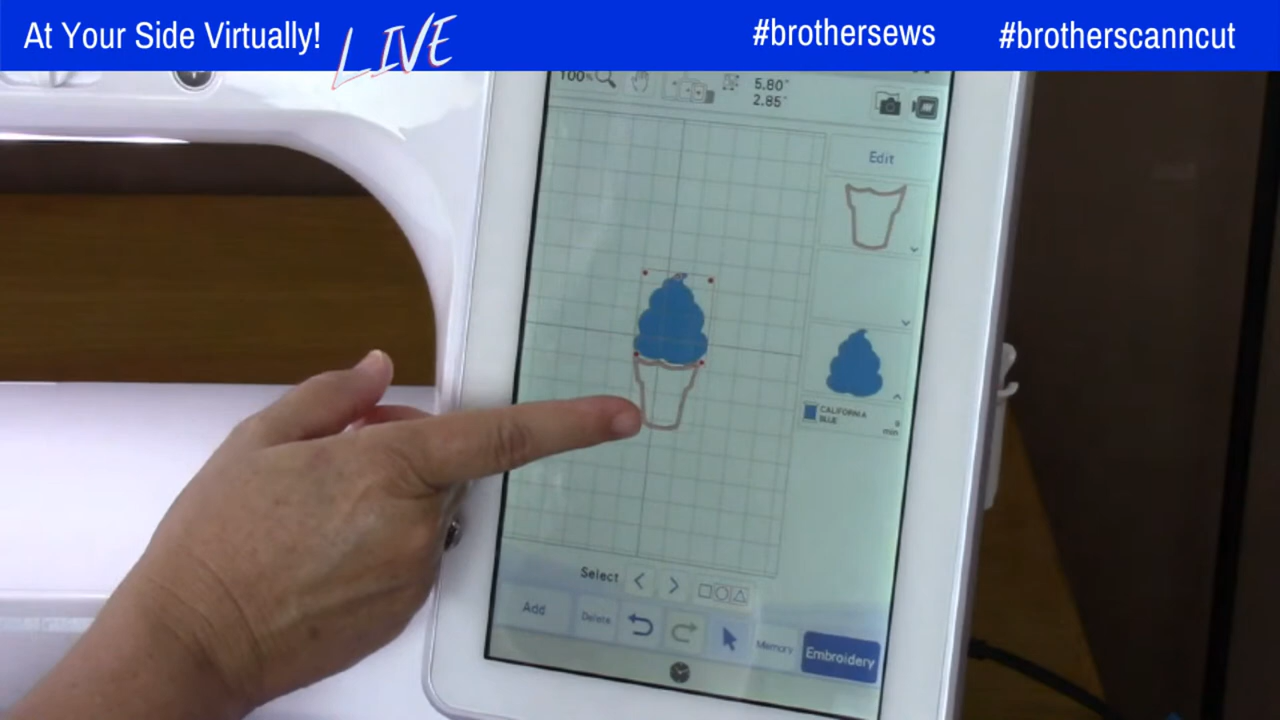 At Your Side Virtually!
LIVE
#brothersews
#brotherscanncut
100%
5.80"
2.85"
Edit
CALIFORNIA
BLUE
min
Select
Add
Delete
Memory
Embroidery